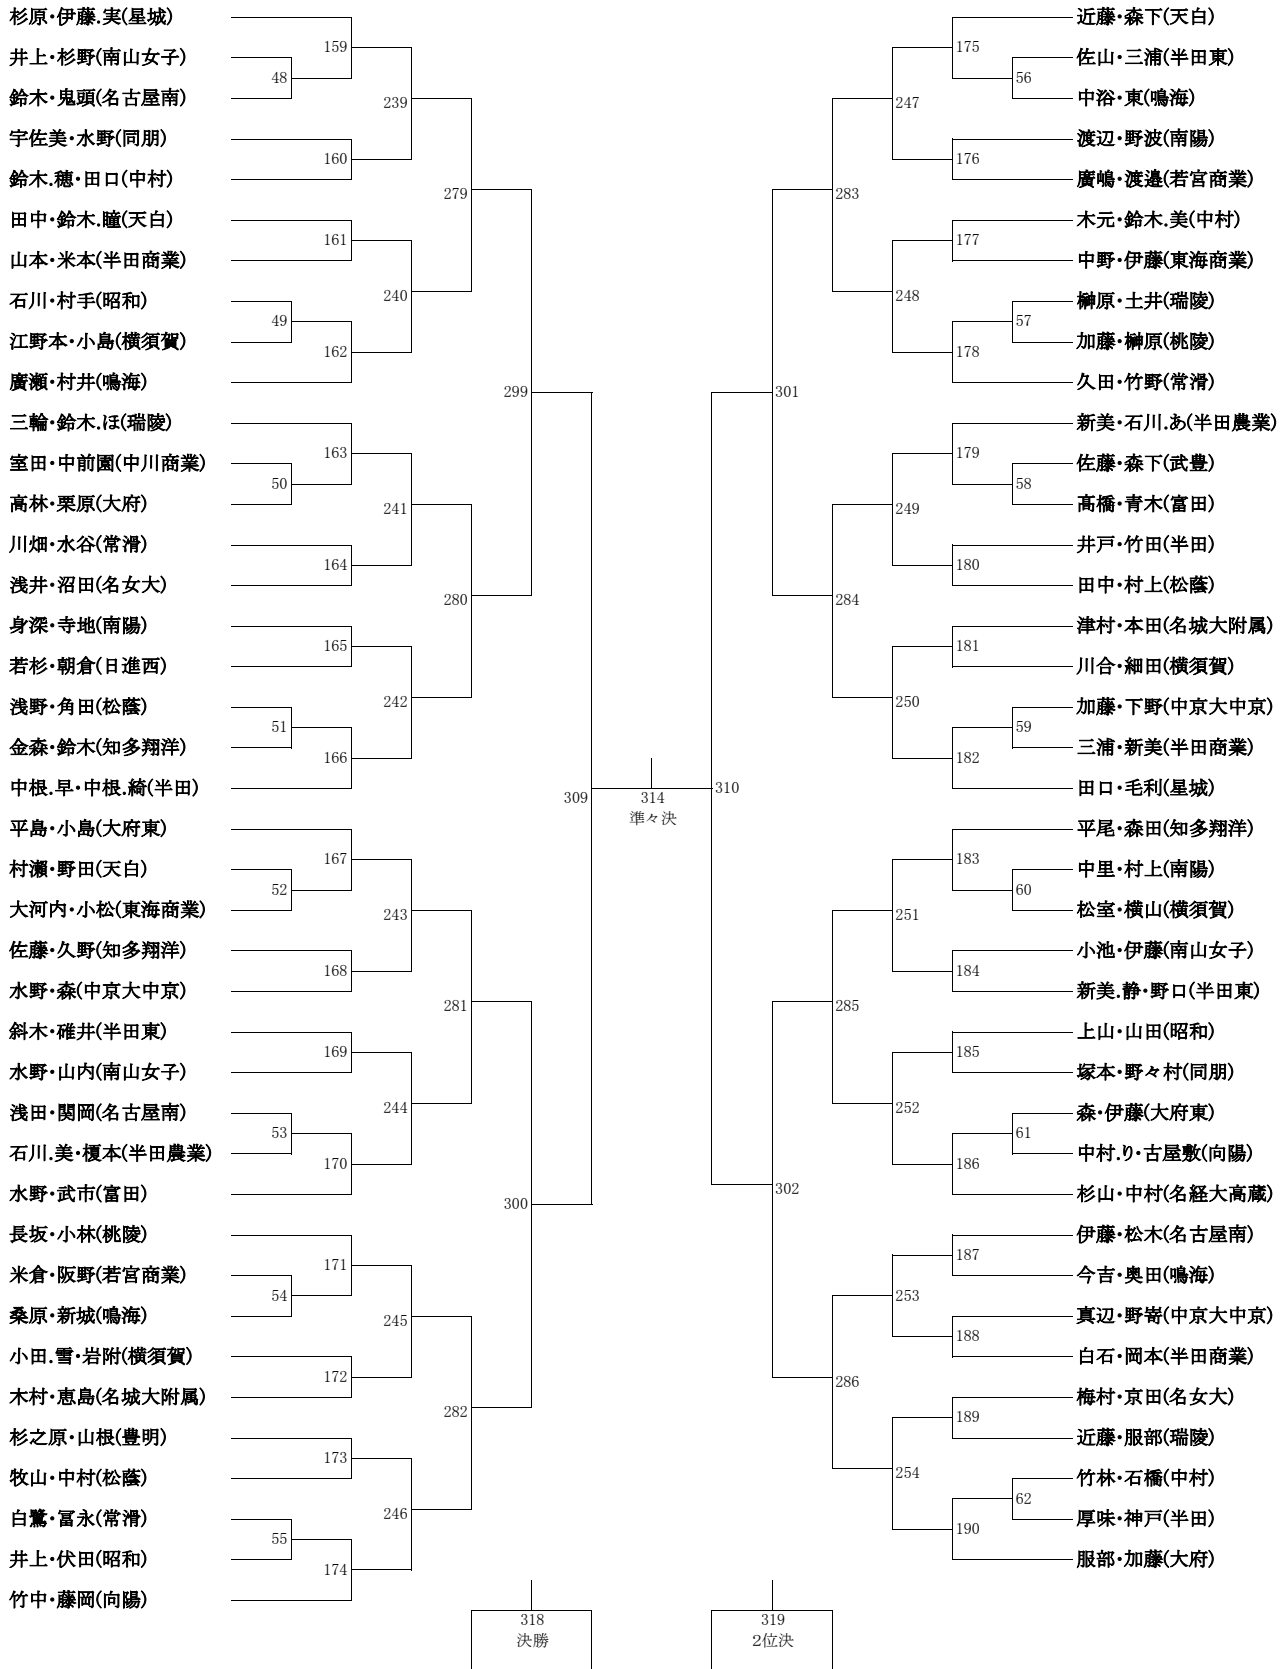 杉原・伊藤.実(星城)
井上・杉野(南山女子)
鈴木・鬼頭(名古屋南)
宇佐美・水野(同朋)
鈴木.穂・田口(中村)
田中・鈴木.瞳(天白)
山本・米本(半田商業)
石川・村手(昭和)
江野本・小島(横須賀)
廣瀬・村井(鳴海)
三輪・鈴木.ほ(瑞陵)
室田・中前園(中川商業)
高林・栗原(大府)
川畑・水谷(常滑)
浅井・沼田(名女大)
身深・寺地(南陽)
若杉・朝倉(日進西)
浅野・角田(松蔭)
金森・鈴木(知多翔洋)
中根.早・中根.綺(半田)
平島・小島(大府東)
村瀬・野田(天白)
大河内・小松(東海商業)
佐藤・久野(知多翔洋)
水野・森(中京大中京)
斜木・碓井(半田東)
水野・山内(南山女子)
浅田・関岡(名古屋南)
石川.美・榎本(半田農業)
水野・武市(富田)
長坂・小林(桃陵)
米倉・阪野(若宮商業)
桑原・新城(鳴海)
小田.雪・岩附(横須賀)
木村・恵島(名城大附属)
杉之原・山根(豊明)
牧山・中村(松蔭)
白鷺・冨永(常滑)
井上・伏田(昭和)
竹中・藤岡(向陽)
48
49
50
51
52
53
54
55
159
160
161
162
163
164
165
166
167
168
169
170
171
172
173
174
239
240
241
242
243
244
245
246
279
280
281
282
299
300
309
314
準々決
310
318
決勝
319
2位決
301
302
283
284
285
286
247
248
249
250
251
252
253
254
175
176
177
178
179
180
181
182
183
184
185
186
187
188
189
190
56
57
58
59
60
61
62
近藤・森下(天白)
佐山・三浦(半田東)
中浴・東(鳴海)
渡辺・野波(南陽)
廣嶋・渡邉(若宮商業)
木元・鈴木.美(中村)
中野・伊藤(東海商業)
榊原・土井(瑞陵)
加藤・榊原(桃陵)
久田・竹野(常滑)
新美・石川.あ(半田農業)
佐藤・森下(武豊)
髙橋・青木(富田)
井戸・竹田(半田)
田中・村上(松蔭)
津村・本田(名城大附属)
川合・細田(横須賀)
加藤・下野(中京大中京)
三浦・新美(半田商業)
田口・毛利(星城)
平尾・森田(知多翔洋)
中里・村上(南陽)
松室・横山(横須賀)
小池・伊藤(南山女子)
新美.静・野口(半田東)
上山・山田(昭和)
塚本・野々村(同朋)
森・伊藤(大府東)
中村.り・古屋敷(向陽)
杉山・中村(名経大高蔵)
伊藤・松木(名古屋南)
今吉・奥田(鳴海)
真辺・野嵜(中京大中京)
白石・岡本(半田商業)
梅村・京田(名女大)
近藤・服部(瑞陵)
竹林・石橋(中村)
厚味・神戸(半田)
服部・加藤(大府)